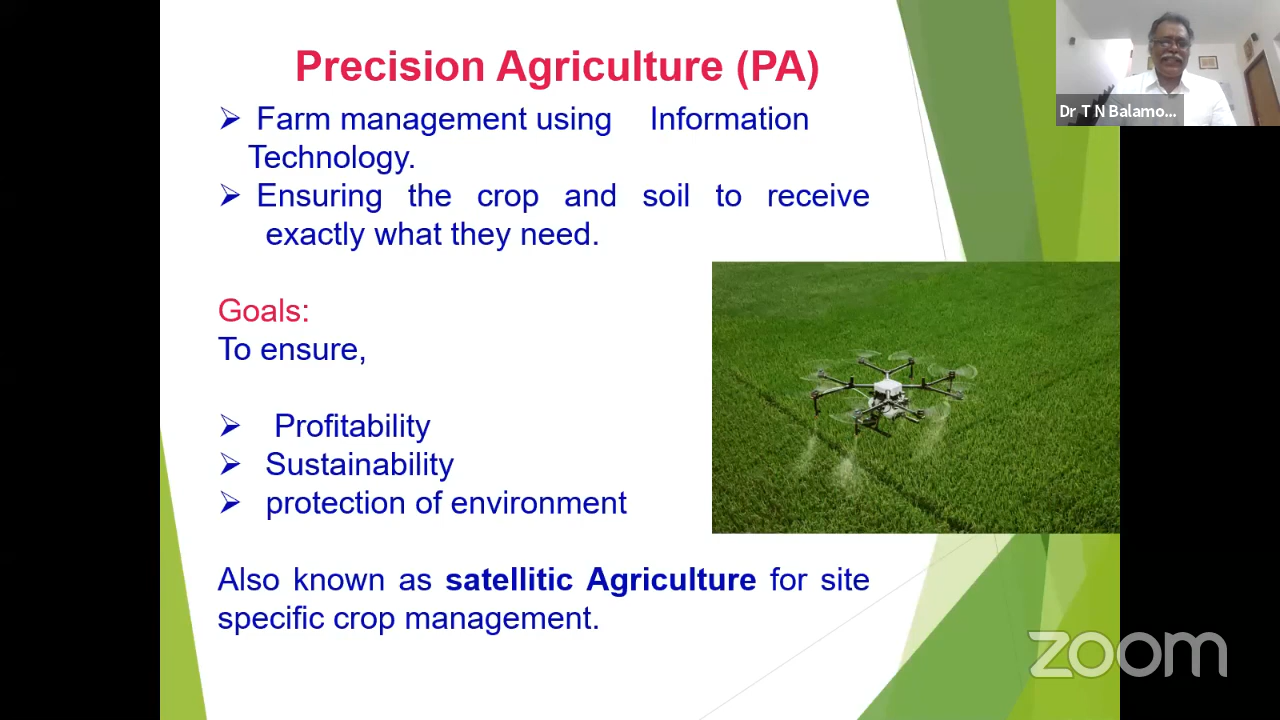 Precision Agriculture (PA)
➢ Farm management using Information
Technology.
➢ Ensuring the crop and soil to receive
exactly what they need.
Goals:
To ensure,
➢ Profitability
➢ Sustainability
➢ protection of environment
Also known as satellitic Agriculture for site
specific crop management.
Dr T N Balamo...
zoom